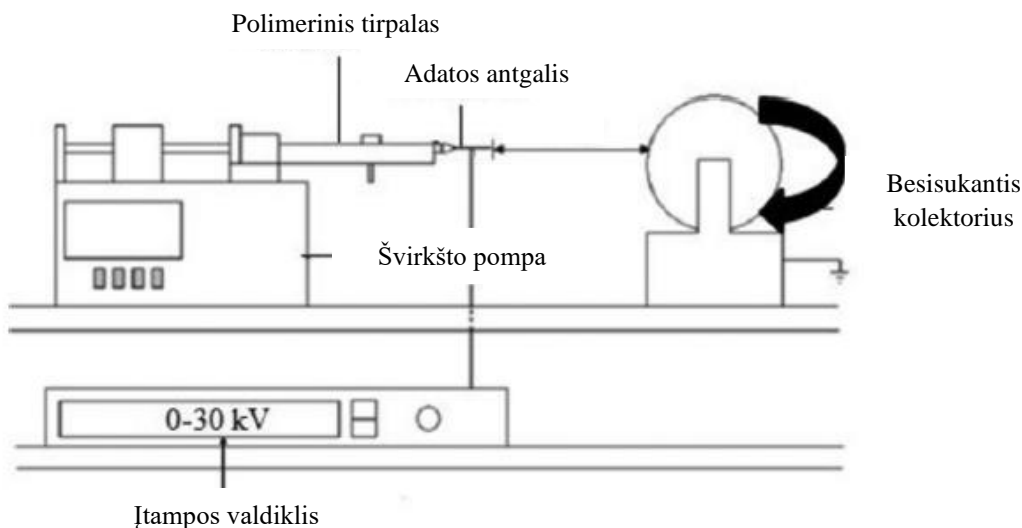 Polimerinis tirpalas
Adatos antgalis
Besisukantis
kolektorius
Švirkšto pompa
0-30 kV
Įtampos valdiklis